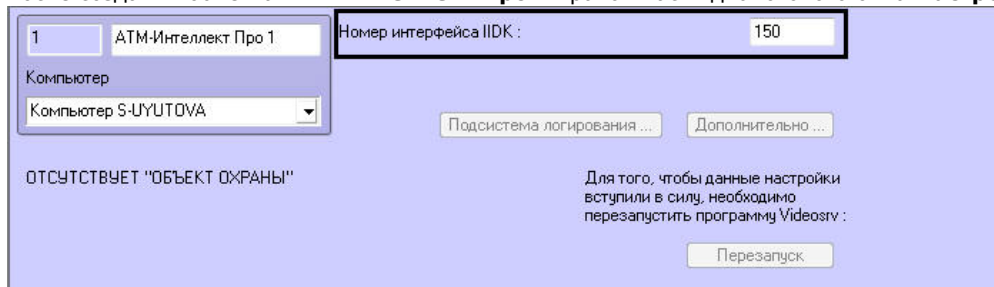 1
АТМ-Интеллект Про 1
Номер интерфейса IIDK :
150
Компьютер
Компьютер S-UYUTOVA
Подсистема логирования ...
Дополнительно ...
ОТСУТСТВУЕТ "ОБЪЕКТ ОХРАНЫ"
Для того, чтобы данные настройки
вступили в силу, необходимо
перезапустить программу Videosrv :
Перезапуск